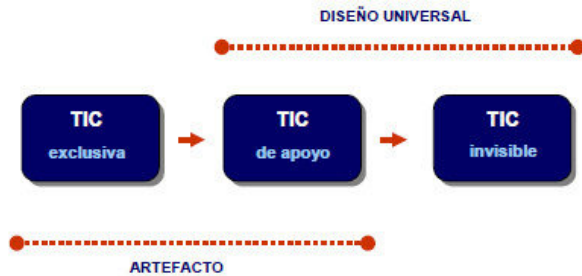 DISEÑO UNIVERSAL
TIC
exclusiva
TIC
de apoyo
TIC
invisible
ARTEFACTO